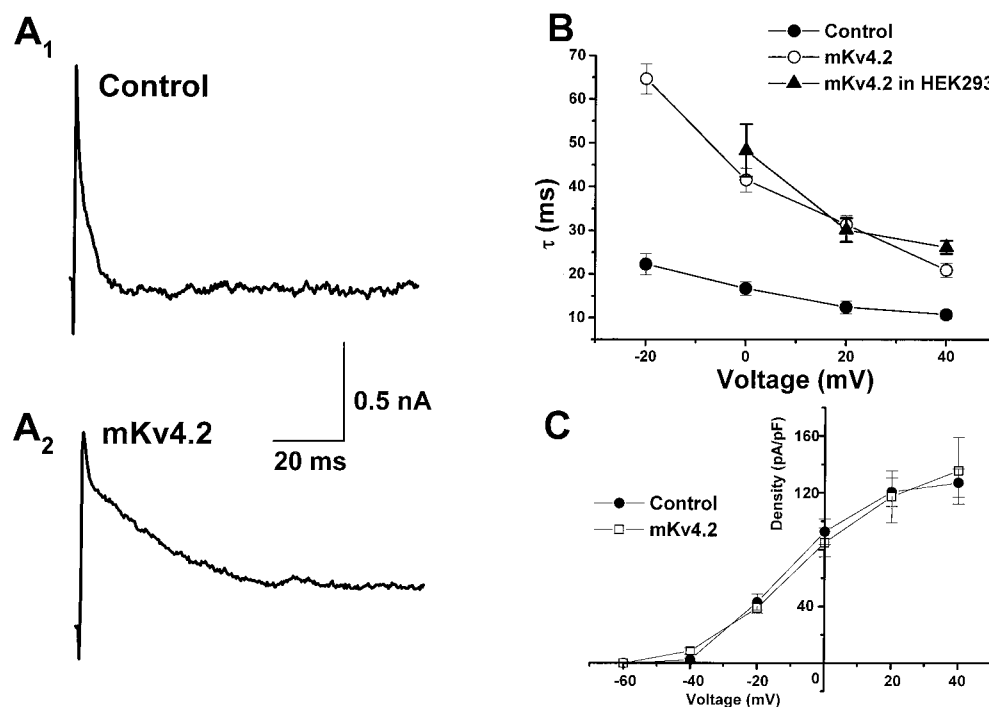 A1
Control
0.5 nA
20 ms
A2
mKv4.2
B
Control
mKv4.2
mKv4.2 in HEK293
70
60
50
40
30
20
10
τ (ms)
-20
0
20
40
Voltage (mV)
C
Control
mKv4.2
Density (pA/pF)
160
120
40
-60
-40
-20
0
20
40
Voltage (mV)